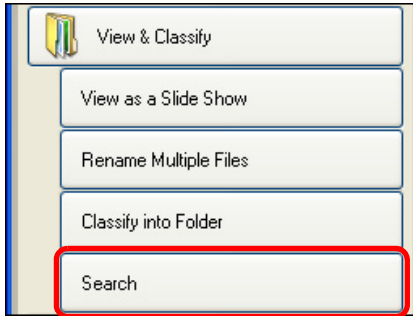 View & Classify
View as a Slide Show
Rename Multiple Files
Classify into Folder
Search